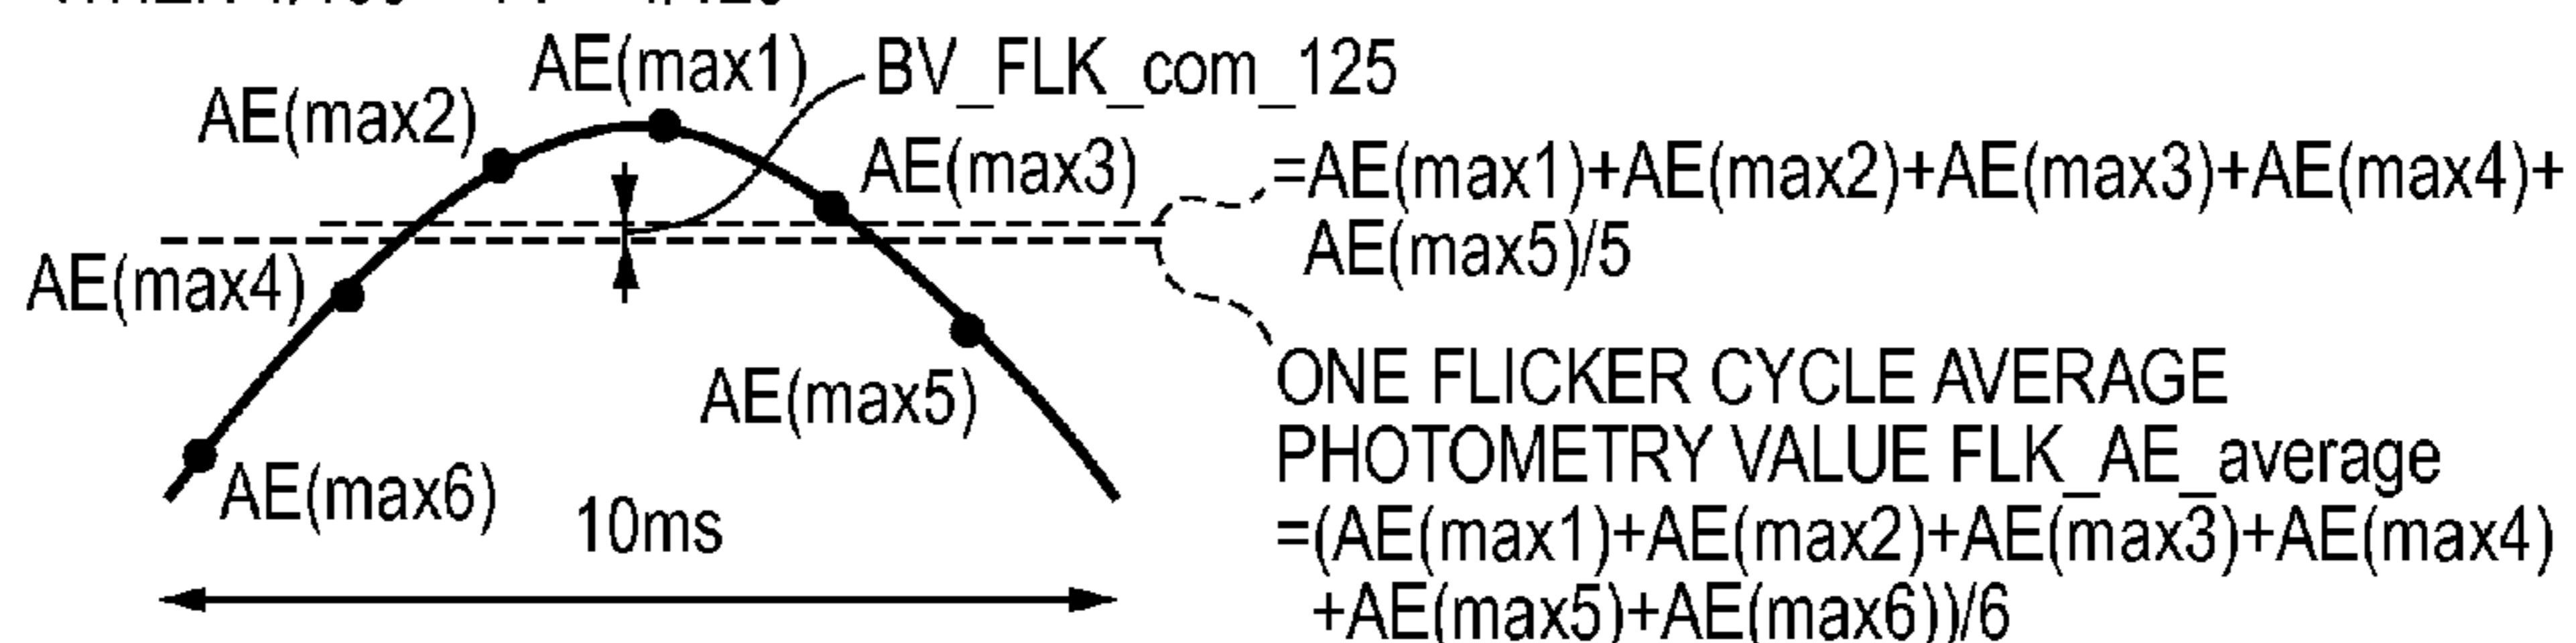 AE(max1)
BV_FLK_com_125
AE(max2)
AE(max3)
=AE(max1)+AE(max2)+AE(max3)+AE(max4)+
AE(max5)/5
AE(max4)
AE(max5)
ONE FLICKER CYCLE AVERAGE
PHOTOMETRY VALUE FLK_AE_average
=(AE(max1)+AE(max2)+AE(max3)+AE(max4)
+AE(max5)+AE(max6))/6
AE(max6)
10ms